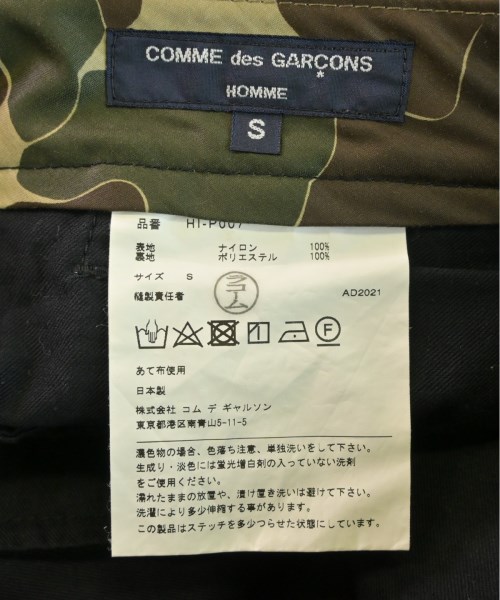 COMME des GARÇONS
HOMME
S
品番 HI-P007
表地 ナイロン 100%
裏地 ポリエステル 100%
サイズ S
縫製責任者 ラコーム AD2021
F
あて布使用
日本製
株式会社 コム デ ギャルソン
東京都港区南青山5-11-5
濃色物の場合、色落ち注意、単独洗いをして下さい。
生成り・淡色には蛍光増白剤の入っていない洗剤
をご使用ください。
濡れたままの放置や、漬け置き洗いは避けて下さい。
洗濯により多少伸縮する事があります。
この製品はステッチを多少つらせた状態にしています。